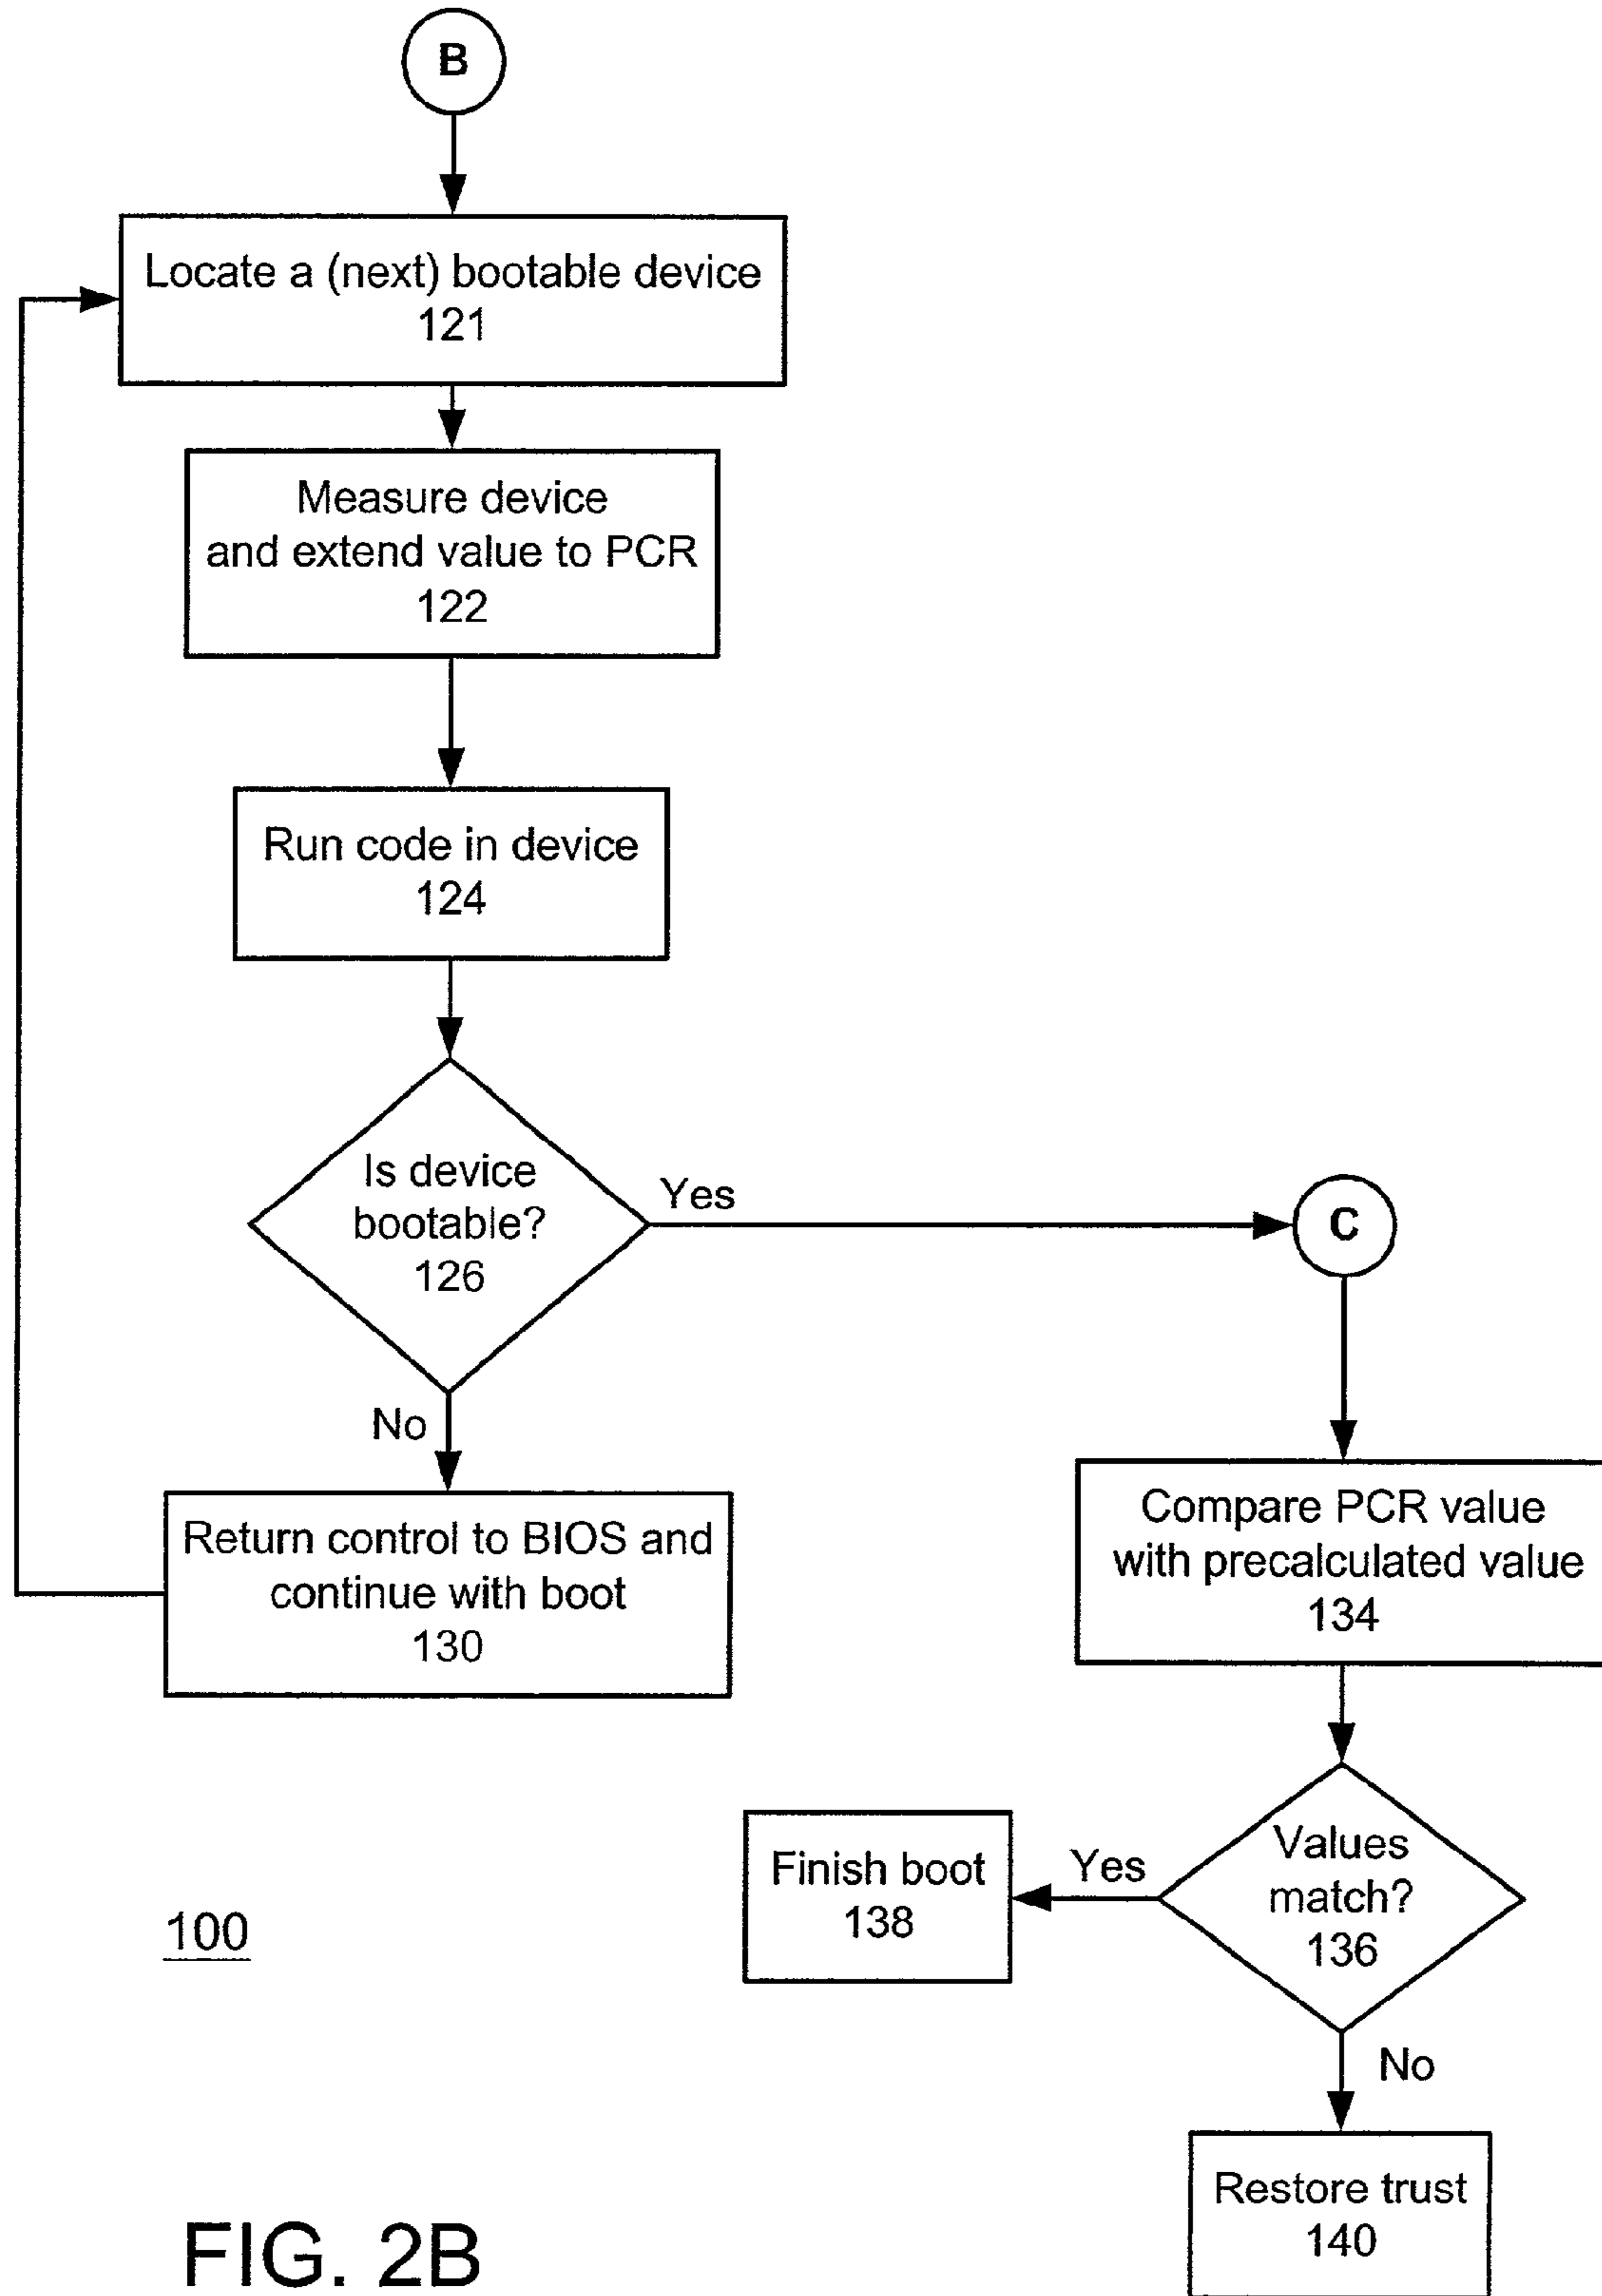 B
Locate a (next) bootable device
121
Measure device
and extend value to PCR
122
Run code in device
124
Is device
bootable?
126
Yes
C
No
Return control to BIOS and
continue with boot
130
Compare PCR value
with precalculated value
134
Values
match?
136
Yes
Finish boot
138
No
Restore trust
140
100
FIG. 2B